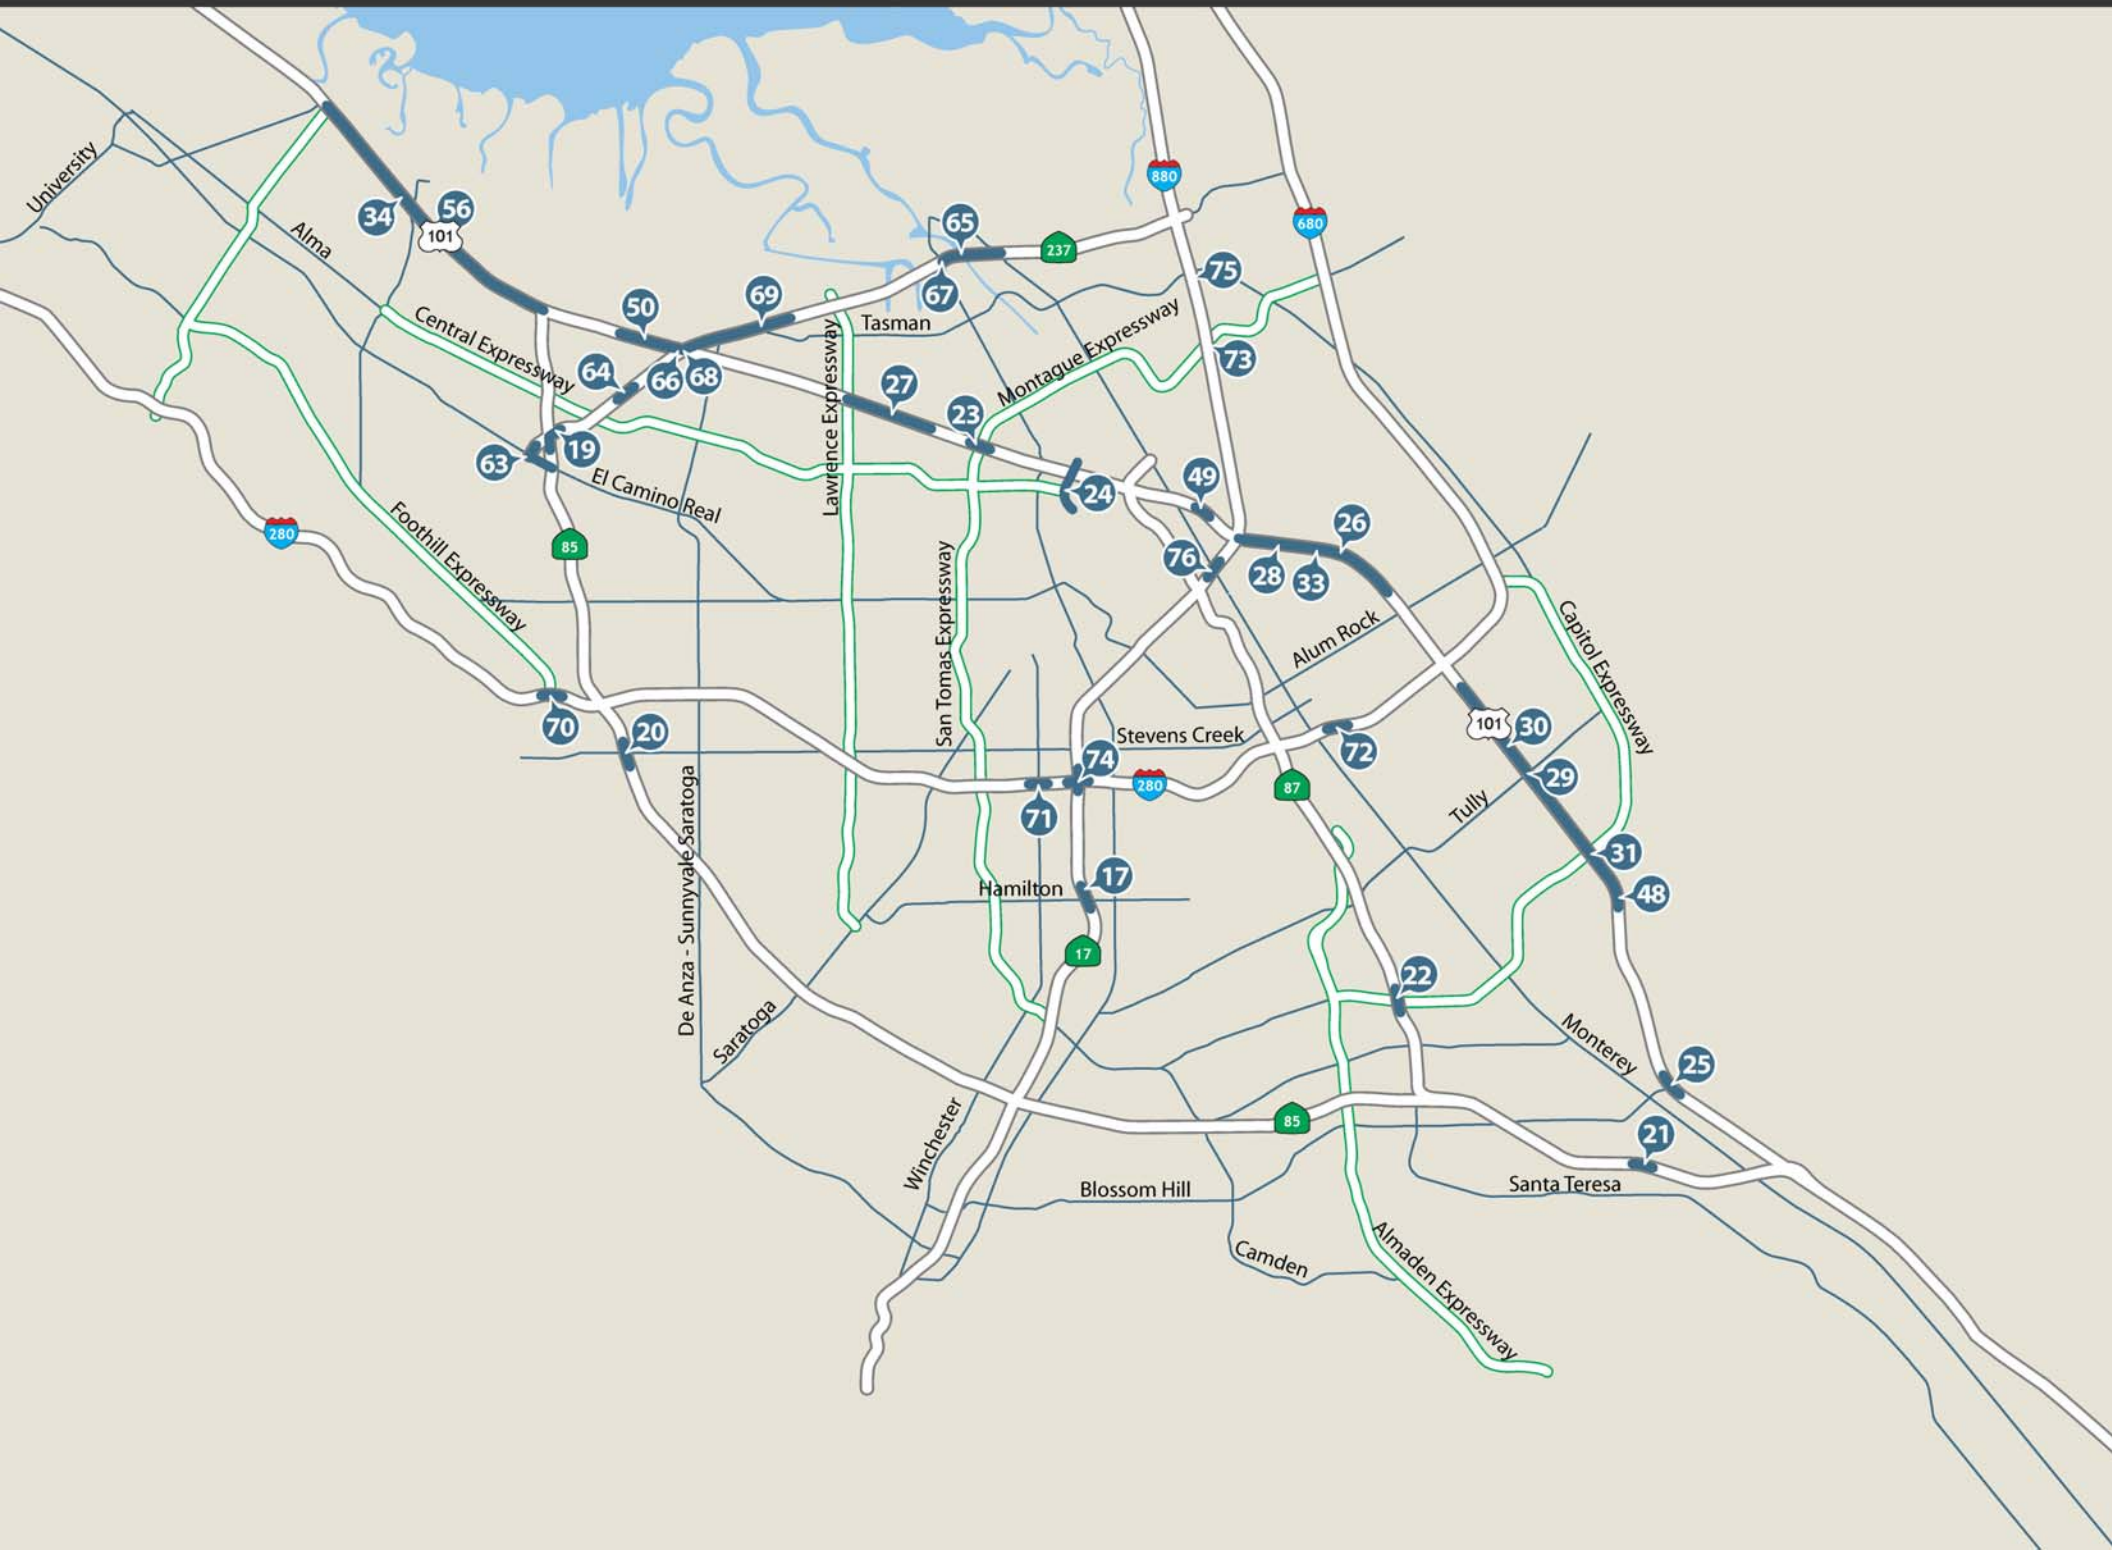 880
University
34
56
101
65
680
237
Alma
75
67
69
50
Tasman
Central Expressway
Lawrence Expressway
Montague Expressway
73
64
66
68
27
23
19
63
El Camino Real
24
49
26
Foothill Expressway
280
85
San Tomas Expressway
76
28
33
Alum Rock
Capitol Expressway
70
20
Stevens Creek
101
30
72
74
280
87
29
71
Tully
De Anza - Sunnyvale Saratoga
31
17
Hamilton
48
17
22
Saratoga
Monterey
25
85
21
Winchester
Blossom Hill
Santa Teresa
Camden
Almaden Expressway